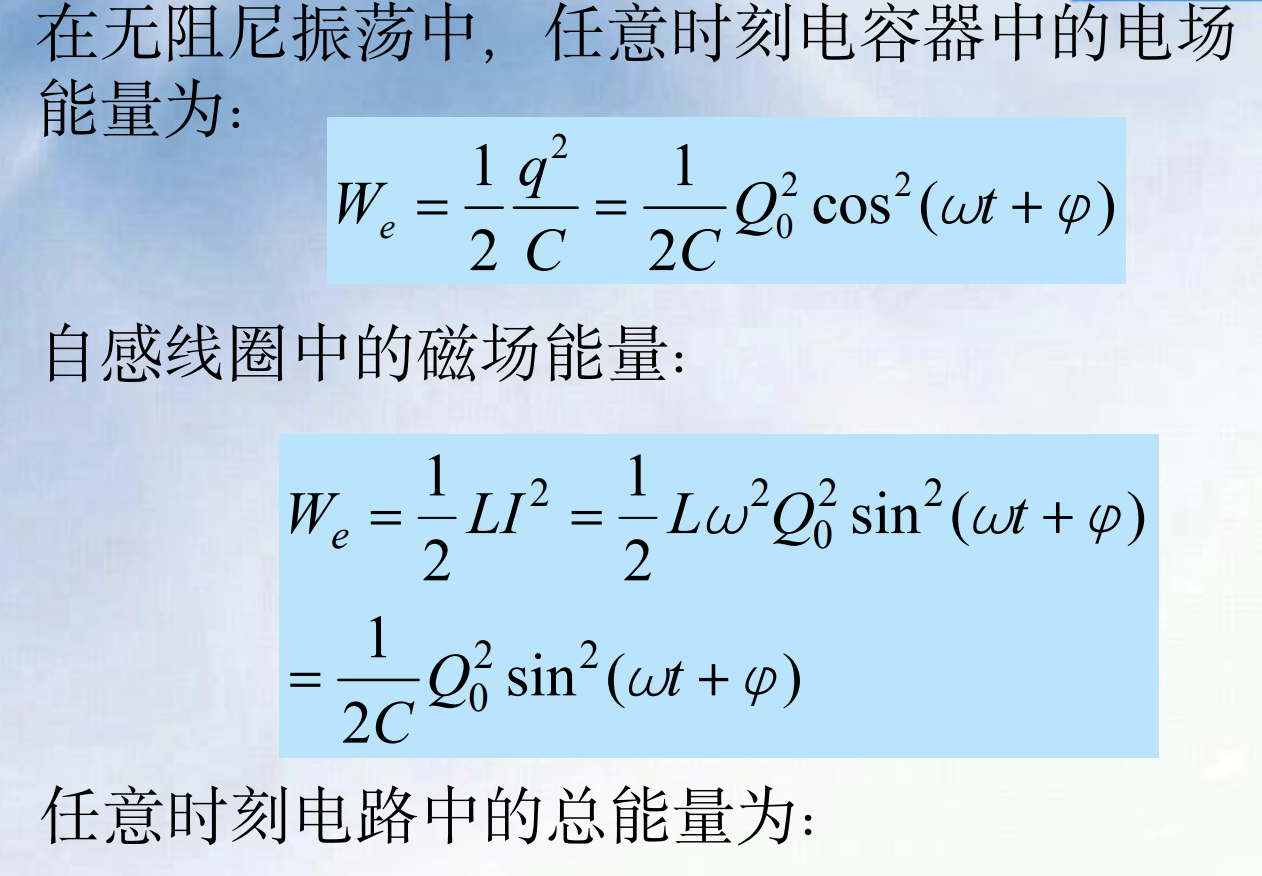 在无阻尼振荡中，任意时刻电容器中的电场
能量为：
$W_e = \frac{1}{2}\frac{q^2}{C} = \frac{1}{2C}Q_0^2\cos^2(\omega t + \varphi)$
自感线圈中的磁场能量：
$W_e = \frac{1}{2}LI^2 = \frac{1}{2}L\omega^2Q_0^2\sin^2(\omega t + \varphi)$
$= \frac{1}{2C}Q_0^2\sin^2(\omega t + \varphi)$
任意时刻电路中的总能量为：